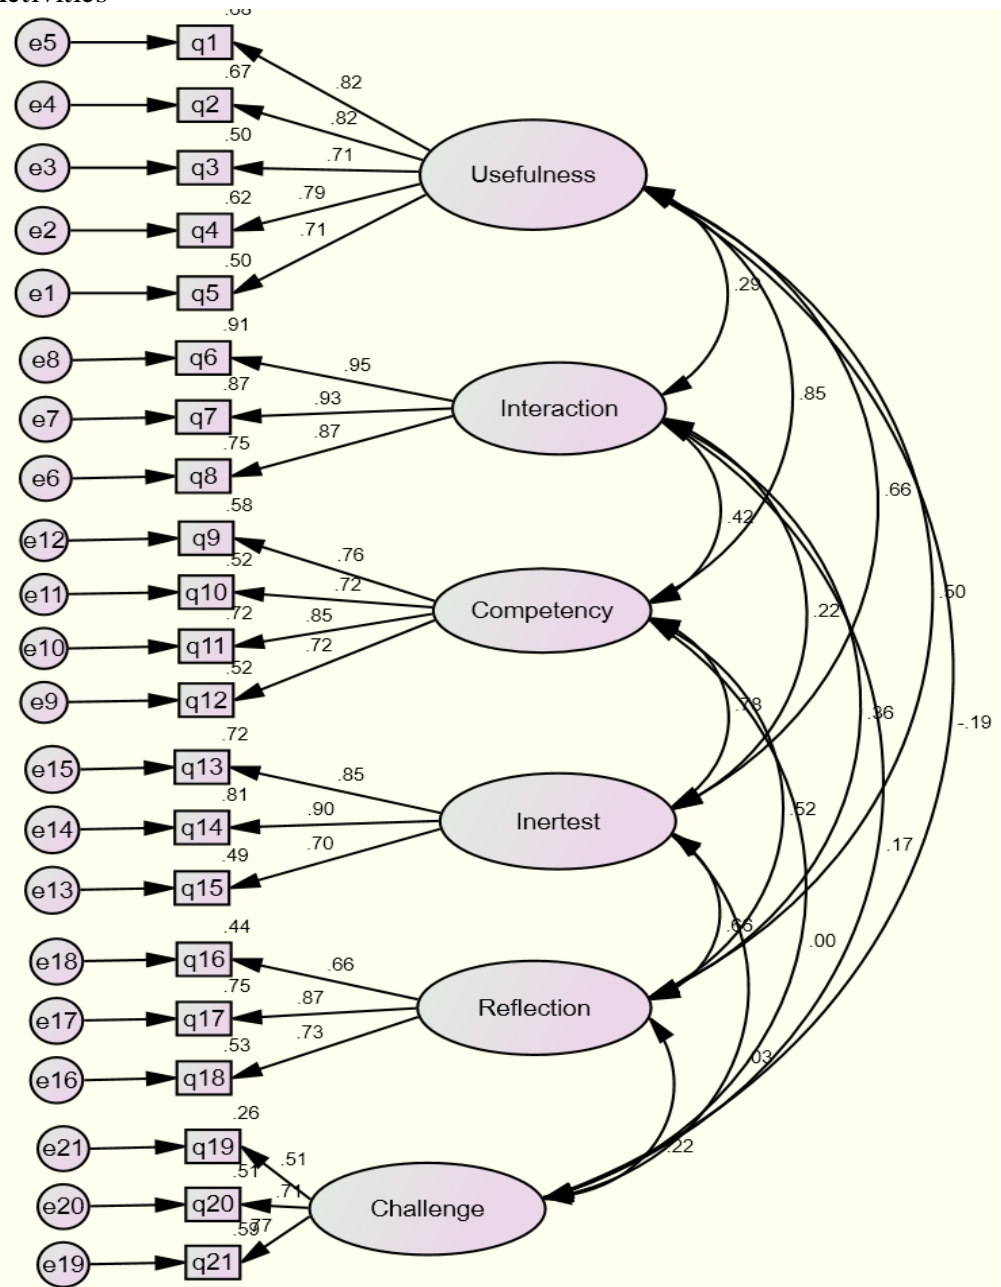 .68
e5 q1 .82
.67
e4 q2 .82
.50
e3 q3 .71 Usefulness
.62 .79
e2 q4
.71
.50
e1 q5 .29
.91
e8 q6 .95
.85
.87 .93
e7 q7 Interaction
.75 .87
e6 q8
.66
.58
e12 q9 .42
.52 .76
e11 q10 .72 .50
.72 .85 Competency .22
e10 q11
.52 .72
e9 q12 .78 .36
-.19
.72
e15 q13 .85
.81 .90 .52
e14 q14 Inertest
.49 .70 .17
e13 q15
.44 .66
e18 q16 .66 .00
.75 .87
e17 q17 Reflection
.53 .73
e16 q18 .03
.26
e21 q19 .51 .22
.51 .71
e20 q20 Challenge
.59 .77
e19 q21